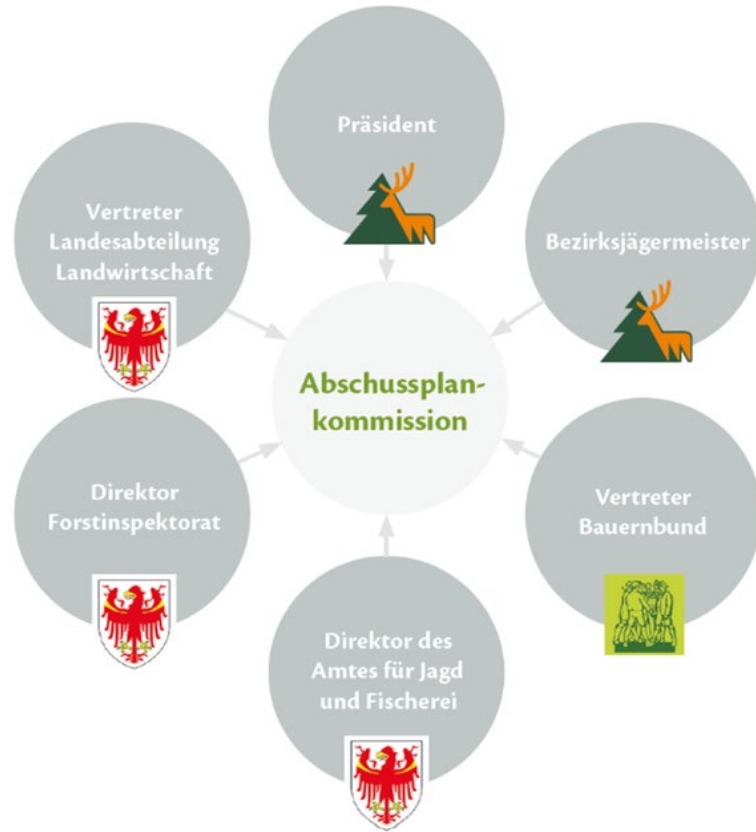 Präsident
Vertreter
Landesabteilung
Landwirtschaft
Bezirksjägermeister
Abschussplan-
kommission
Direktor
Forstinspektorat
Vertreter
Bauernbund
Direktor des
Amtes für Jagd
und Fischerei